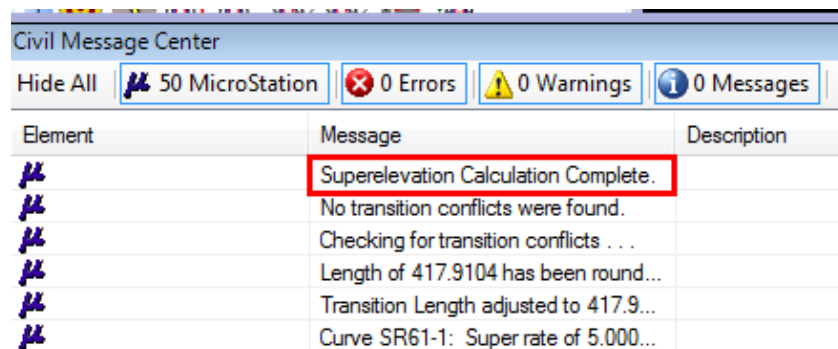 Civil Message Center
Hide All 50 MicroStation 0 Errors 0 Warnings 0 Messages
Element Message Description
Superelevation Calculation Complete.
No transition conflicts were found.
Checking for transition conflicts . . .
Length of 417.9104 has been round...
Transition Length adjusted to 417.9...
Curve SR61-1: Super rate of 5.000...